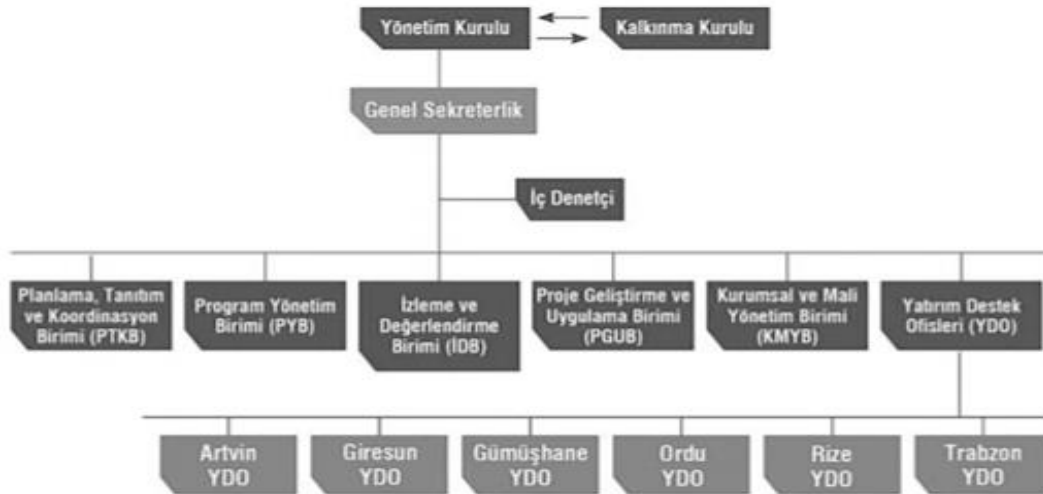 Yönetim Kurulu
Kalkınma Kurulu
Genel Sekreterlik
İç Denetçi
Planlama, Tanıtım
ve Koordinasyon
Birimi (PTKB)
Program Yönetim
Birimi (PYB)
İzleme ve
Değerlendirme
Birimi (İDB)
Proje Geliştirme ve
Uygulama Birimi
(PGUB)
Kurumsal ve Mali
Yönetim Birimi
(KMYB)
Yatırım Destek
Ofisleri (YDO)
Artvin
YDO
Giresun
YDO
Gümüşhane
YDO
Ordu
YDO
Rize
YDO
Trabzon
YDO